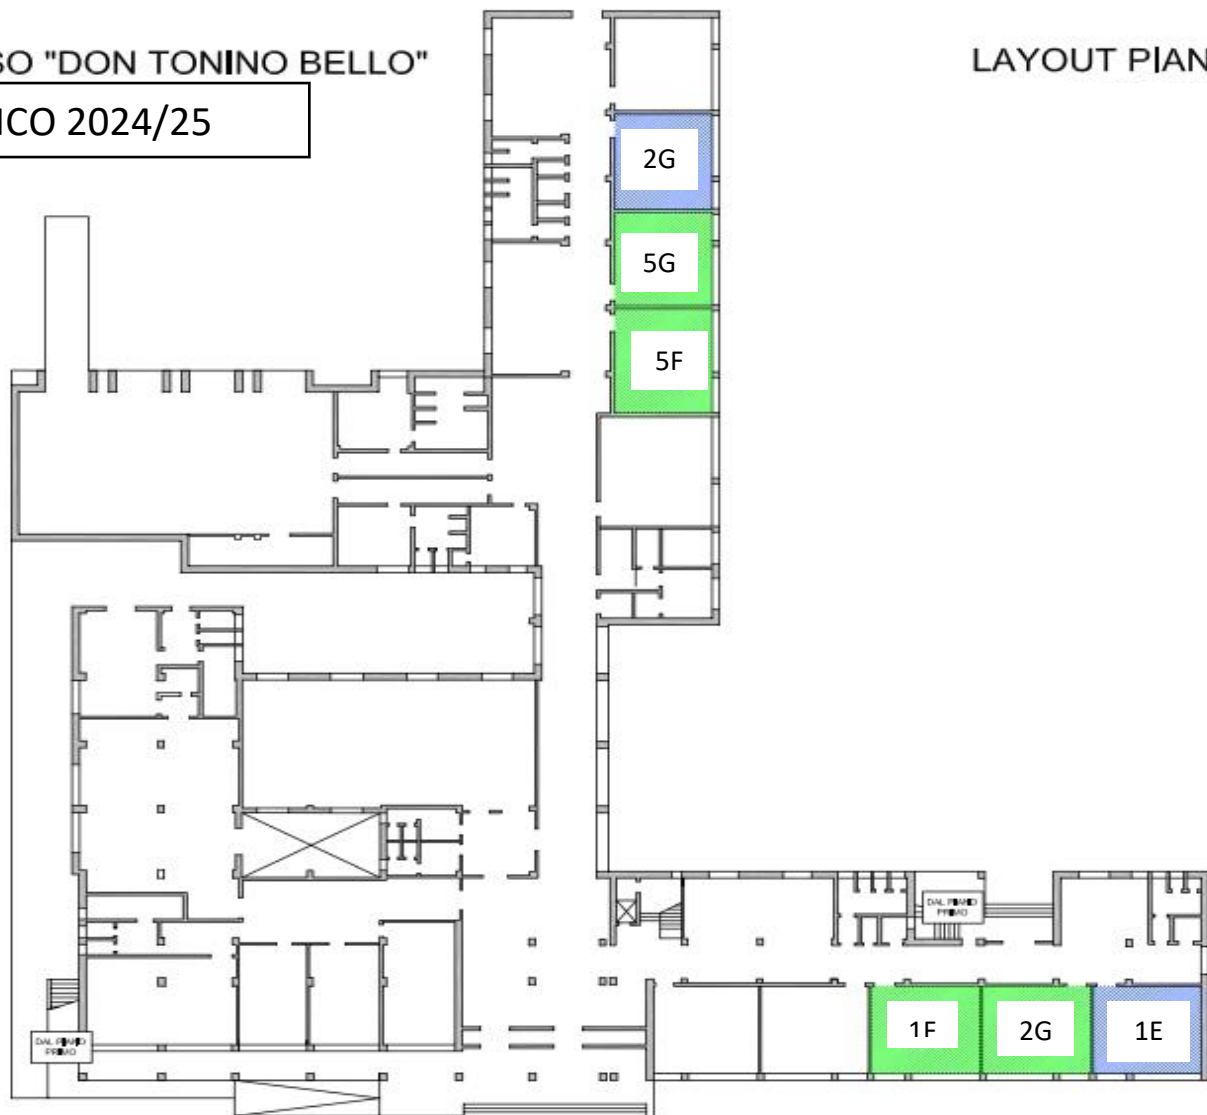 SO "DON TONINO BELLO"
LAYOUT PIAN
ICO 2024/25
2G
5G
5F
DAL PIANO
PRIMO
1F
2G
1E
DAL PIANO
PRIMO